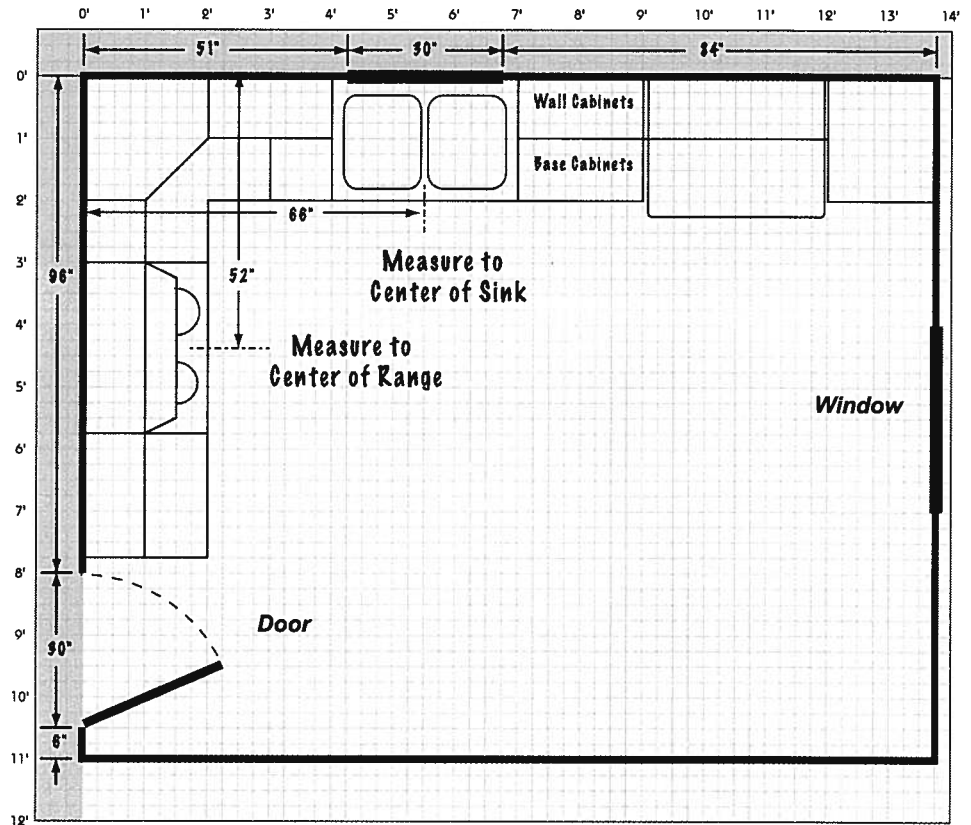 0' 1' 2' 3' 4' 5' 6' 7' 8' 9' 10' 11' 12' 13' 14'
51" 30" 84"
0'
Wall Cabinets
1'
Base Cabinets
2'
66"
3'
96" 52"
Measure to
Center of Sink
4'
Measure to
Center of Range
5'
Window
6'
7'
8'
Door
9'
30"
10'
6"
11'
12'